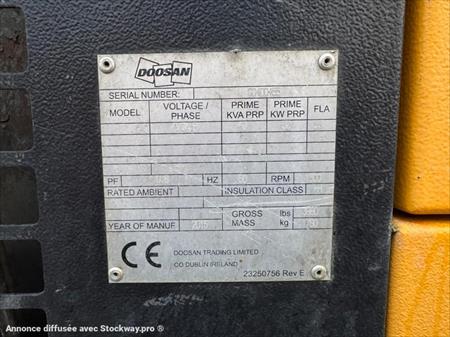 DOOSAN
SERIAL NUMBER:
MODEL VOLTAGE / PHASE PRIME KVA PRP PRIME KW PRP FLA
PF HZ RPM
RATED AMBIENT INSULATION CLASS
YEAR OF MANUF GROSS MASS lbs kg
CE
DOOSAN TRADING LIMITED
CO DUBLIN IRELAND
23250756 Rev E
Annonce diffusée avec Stockway.pro ®